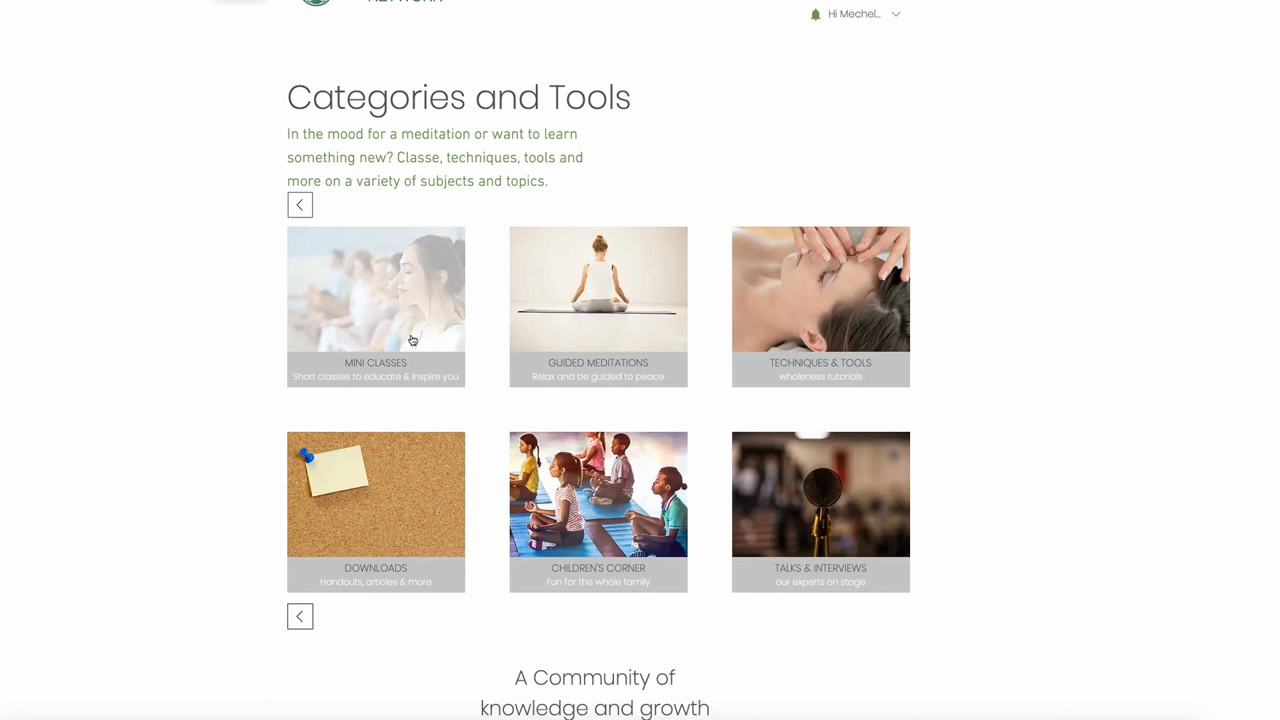 Hi Mechel...
Categories and Tools
In the mood for a meditation or want to learn
something new? Classe, techniques, tools and
more on a variety of subjects and topics.
MINI CLASSES
Short classes to educate & inspire you
GUIDED MEDITATIONS
Relax and be guided to peace
TECHNIQUES & TOOLS
wholeness tutorials
DOWNLOADS
Handouts, articles & more
CHILDREN'S CORNER
Fun for the whole family
TALKS & INTERVIEWS
our experts on stage
A Community of
knowledge and growth